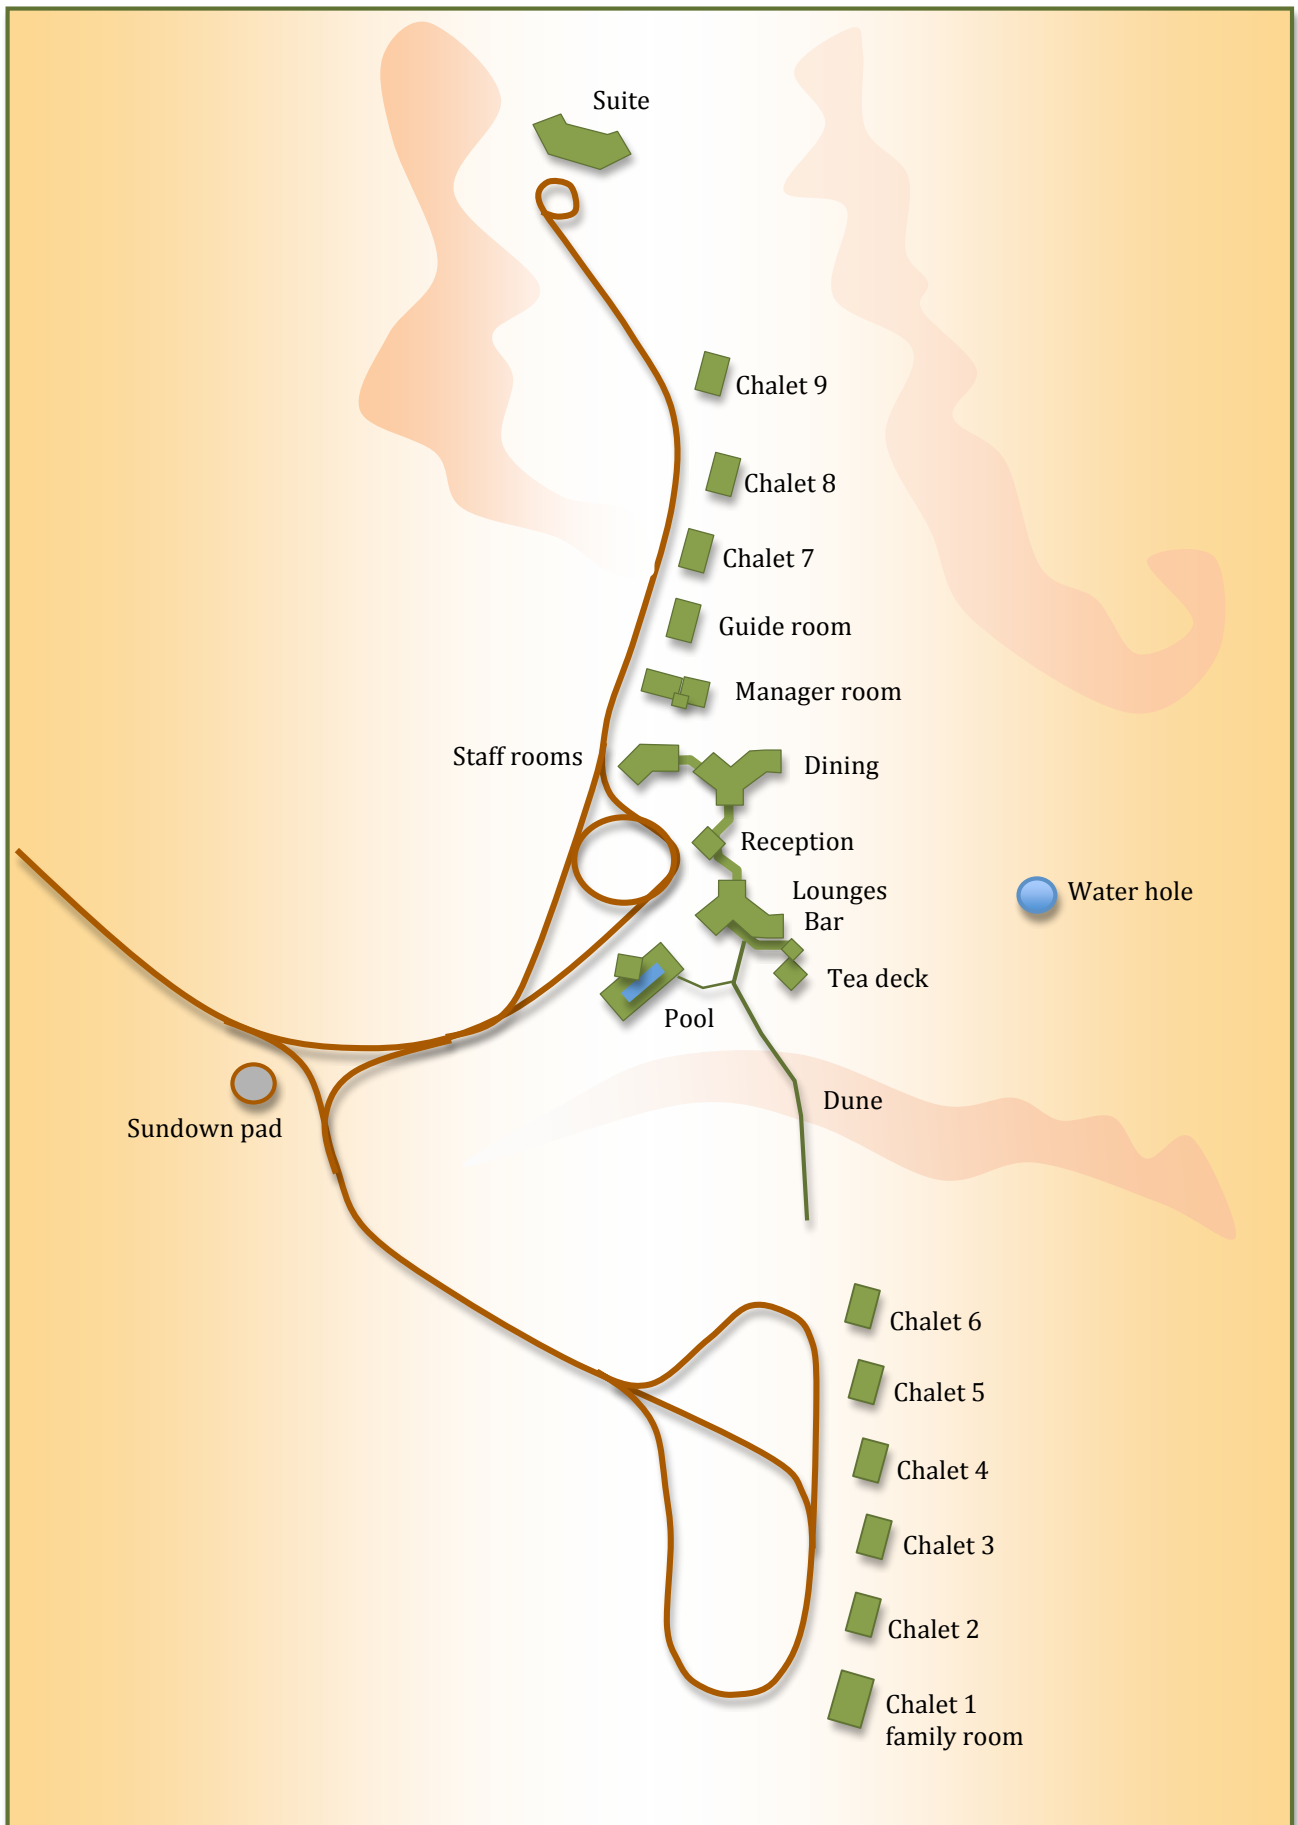 Suite
Chalet 9
Chalet 8
Chalet 7
Guide room
Manager room
Staff rooms
Dining
Reception
Lounges
Bar
Water hole
Tea deck
Pool
Dune
Sundown pad
Chalet 6
Chalet 5
Chalet 4
Chalet 3
Chalet 2
Chalet 1
family room